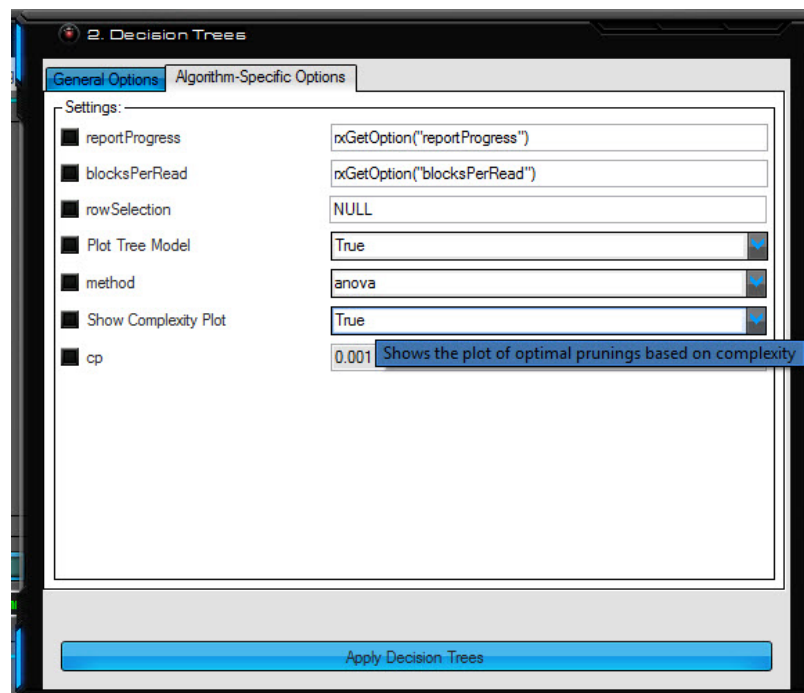 2. Decision Trees
General Options Algorithm-Specific Options
Settings:
reportProgress rxGetOption("reportProgress")
blocksPerRead rxGetOption("blocksPerRead")
rowSelection NULL
Plot Tree Model True
method anova
Show Complexity Plot True
Shows the plot of optimal prunings based on complexity
cp 0.001
Apply Decision Trees